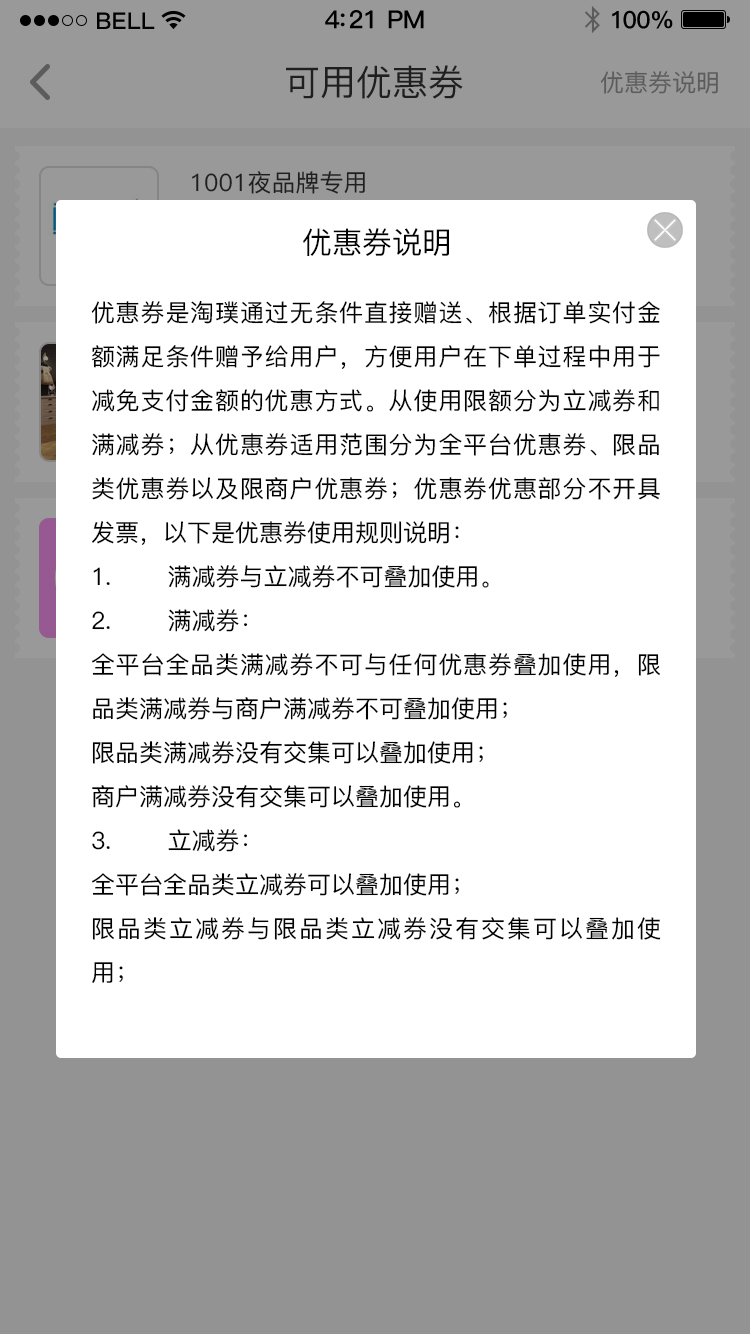 BELL 4:21 PM 100%
可用优惠券 优惠券说明
1001夜品牌专用
优惠券说明
优惠券是淘璞通过无条件直接赠送、根据订单实付金
额满足条件赠予给用户，方便用户在下单过程中用于
减免支付金额的优惠方式。从使用限额分为立减券和
满减券；从优惠券适用范围分为全平台优惠券、限品
类优惠券以及限商户优惠券；优惠券优惠部分不开具
发票，以下是优惠券使用规则说明：
1. 满减券与立减券不可叠加使用。
2. 满减券：
全平台全品类满减券不可与任何优惠券叠加使用，限
品类满减券与商户满减券不可叠加使用；
限品类满减券没有交集可以叠加使用；
商户满减券没有交集可以叠加使用。
3. 立减券：
全平台全品类立减券可以叠加使用；
限品类立减券与限品类立减券没有交集可以叠加使
用；